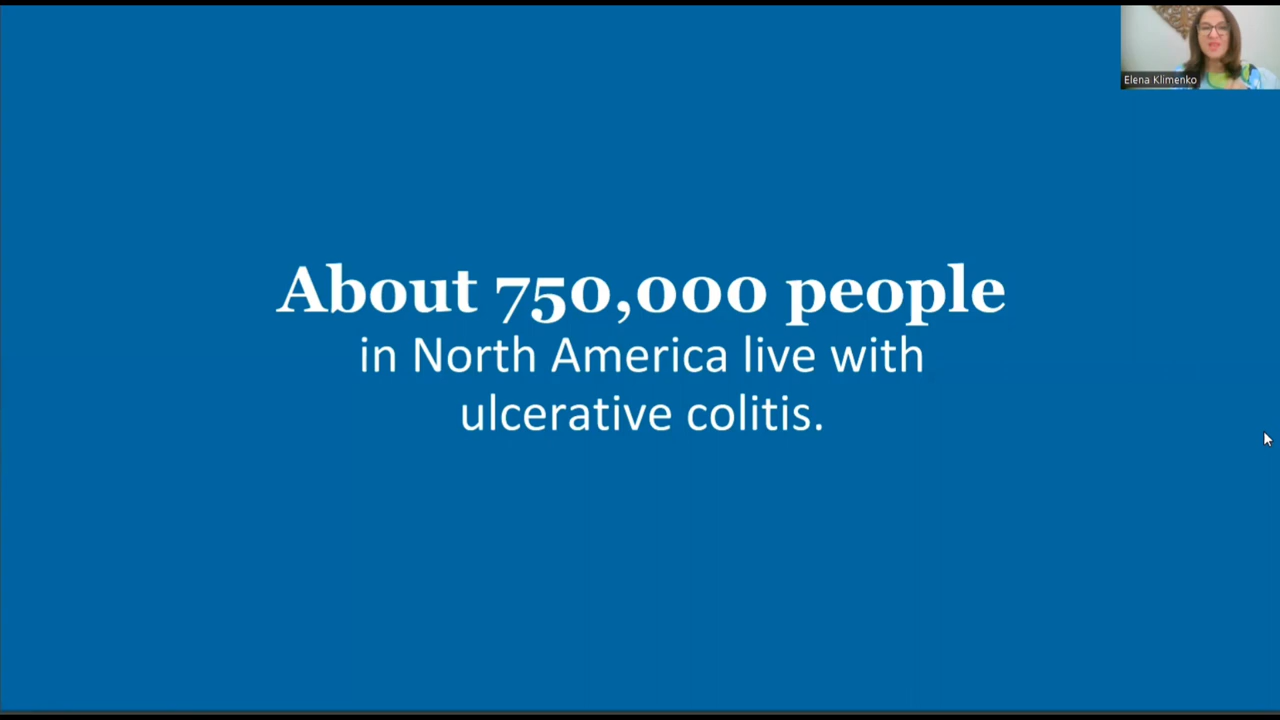 Elena Klimenko
About 750,000 people
in North America live with
ulcerative colitis.